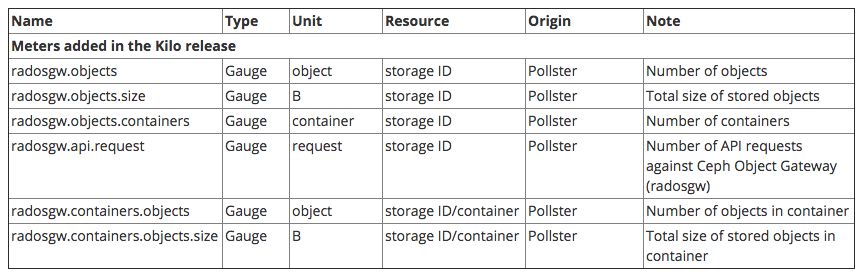 Name Type Unit Resource Origin Note
Meters added in the Kilo release
radosgw.objects Gauge object storage ID Pollster Number of objects
radosgw.objects.size Gauge B storage ID Pollster Total size of stored objects
radosgw.objects.containers Gauge container storage ID Pollster Number of containers
radosgw.api.request Gauge request storage ID Pollster Number of API requests
against Ceph Object Gateway
(radosgw)
radosgw.containers.objects Gauge object storage ID/container Pollster Number of objects in container
radosgw.containers.objects.size Gauge B storage ID/container Pollster Total size of stored objects in
container